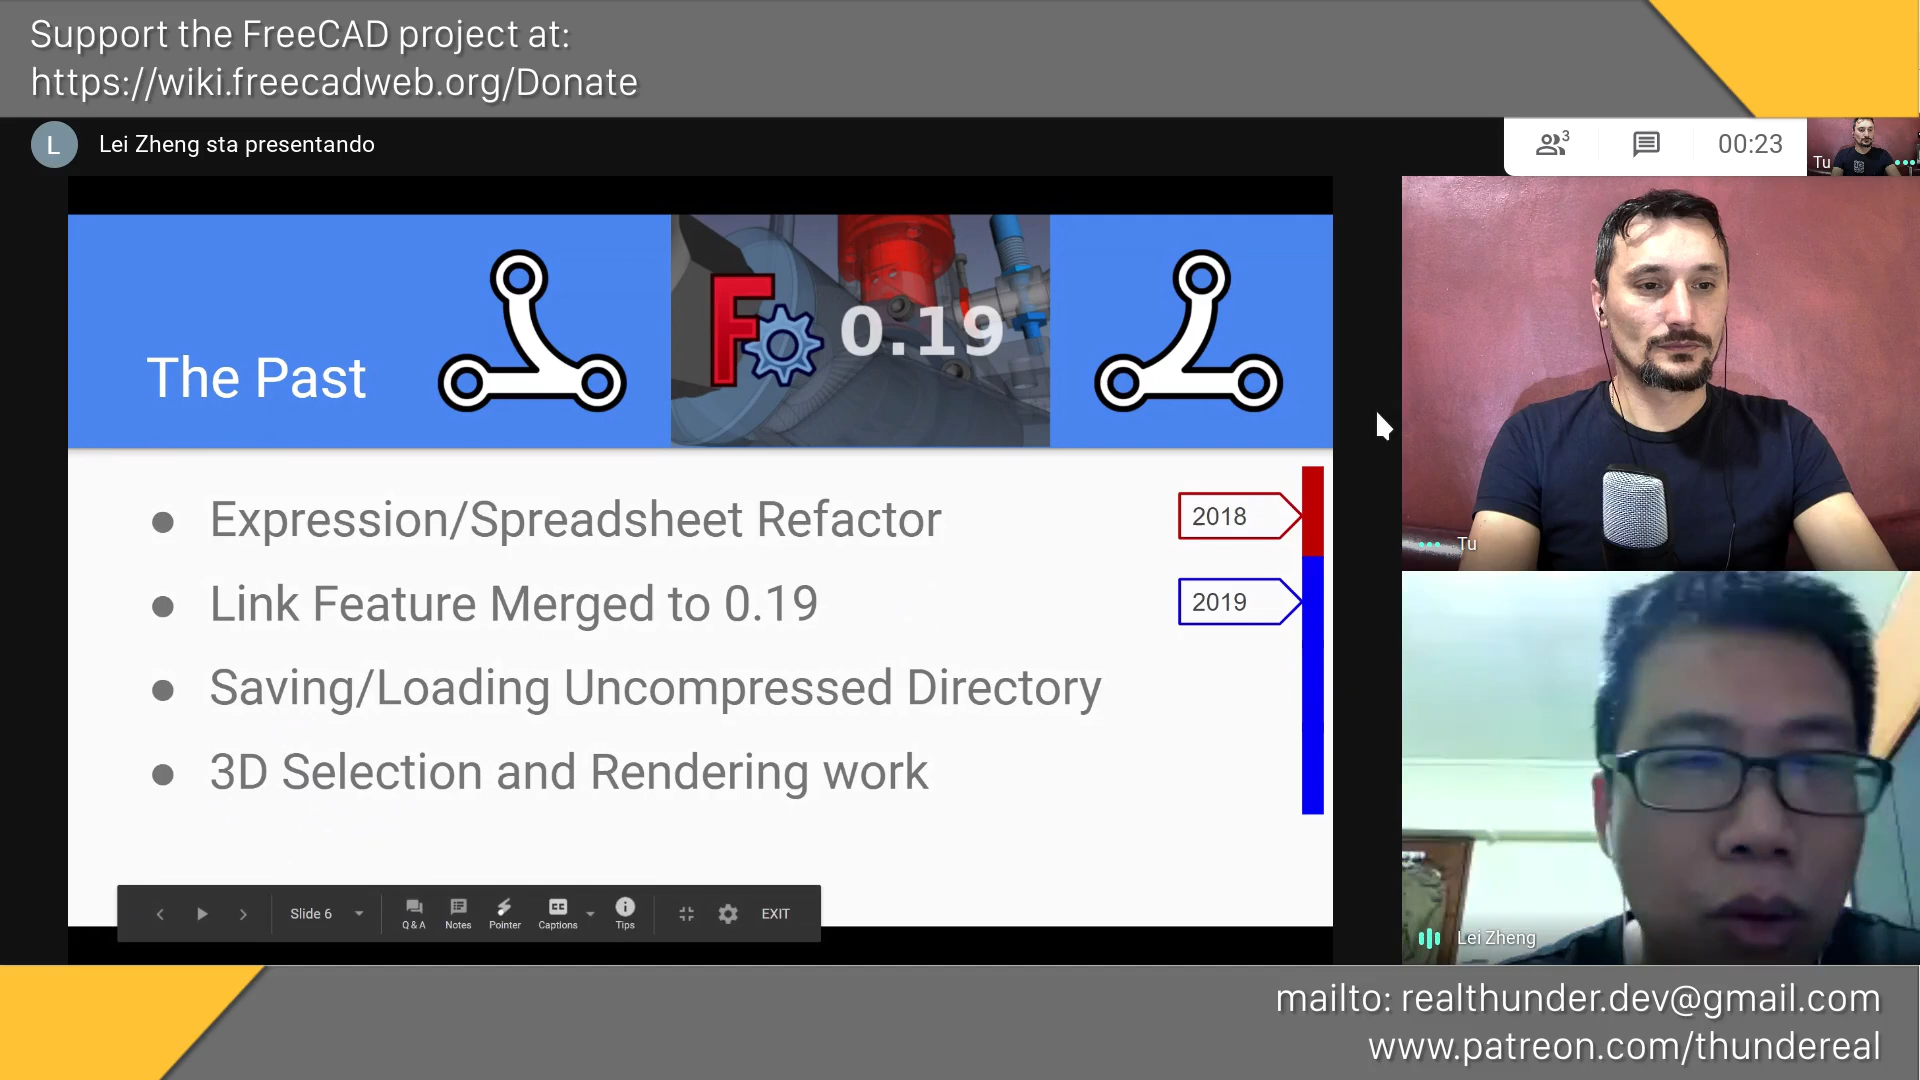 Support the FreeCAD project at:
https://wiki.freecadweb.org/Donate
L
Lei Zheng sta presentando
3
00:23
Tu
The Past
F
0.19
Expression/Spreadsheet Refactor
2018
Link Feature Merged to 0.19
2019
Saving/Loading Uncompressed Directory
3D Selection and Rendering work
Tu
Slide 6
Q & A
Notes
Pointer
CC
Captions
Tips
EXIT
Lei Zheng
mailto: realthunder.dev@gmail.com
www.patreon.com/thundereal